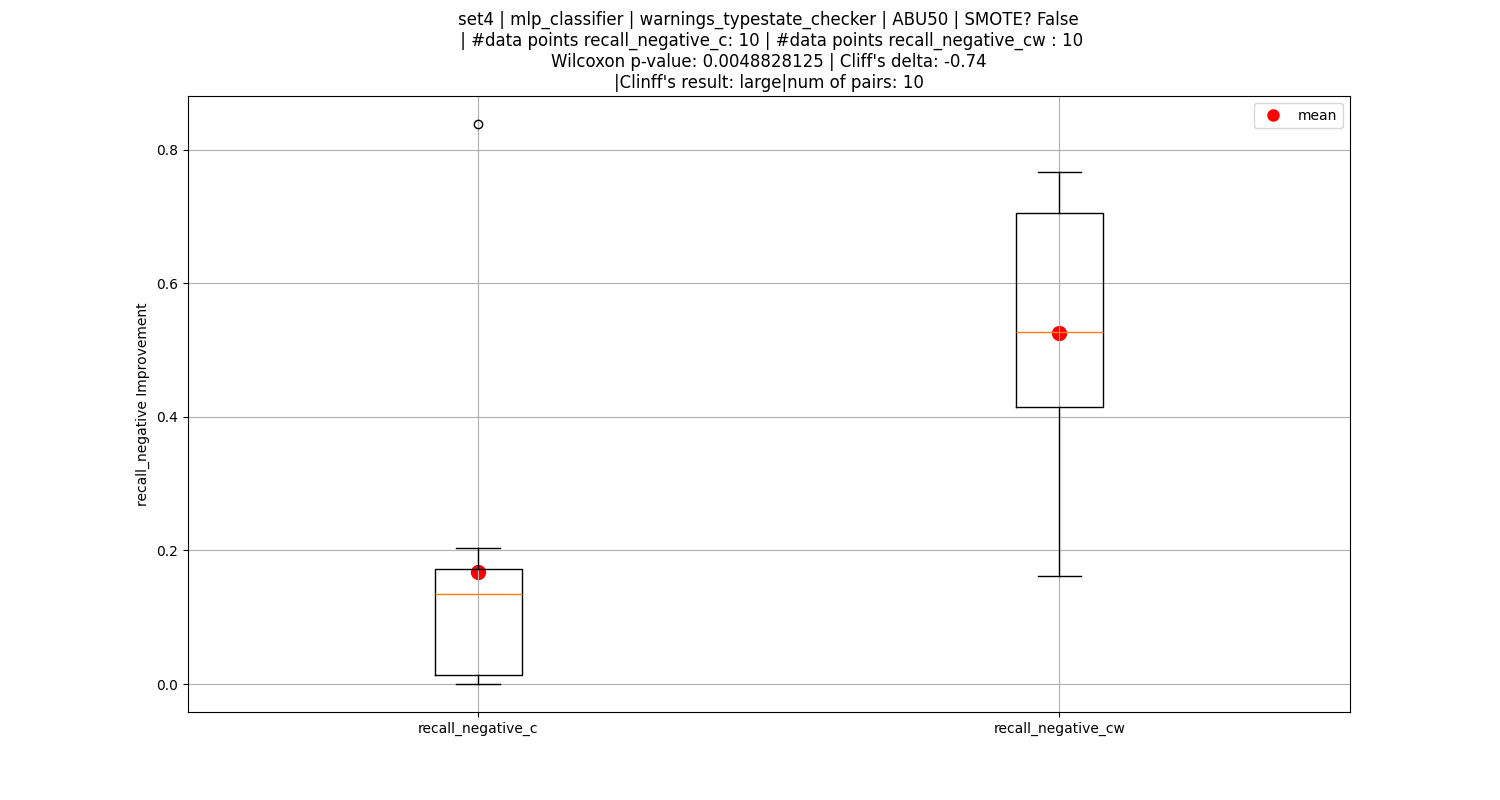 set4 | mlp_classifier | warnings_typestate_checker | ABU50 | SMOTE? False
| #data points recall_negative_c: 10 | #data points recall_negative_cw : 10
Wilcoxon p-value: 0.0048828125 | Cliff's delta: -0.74
|Clinff's result: large|num of pairs: 10
mean
0.8
0.6
0.4
0.2
0.0
recall_negative Improvement
recall_negative_c
recall_negative_cw